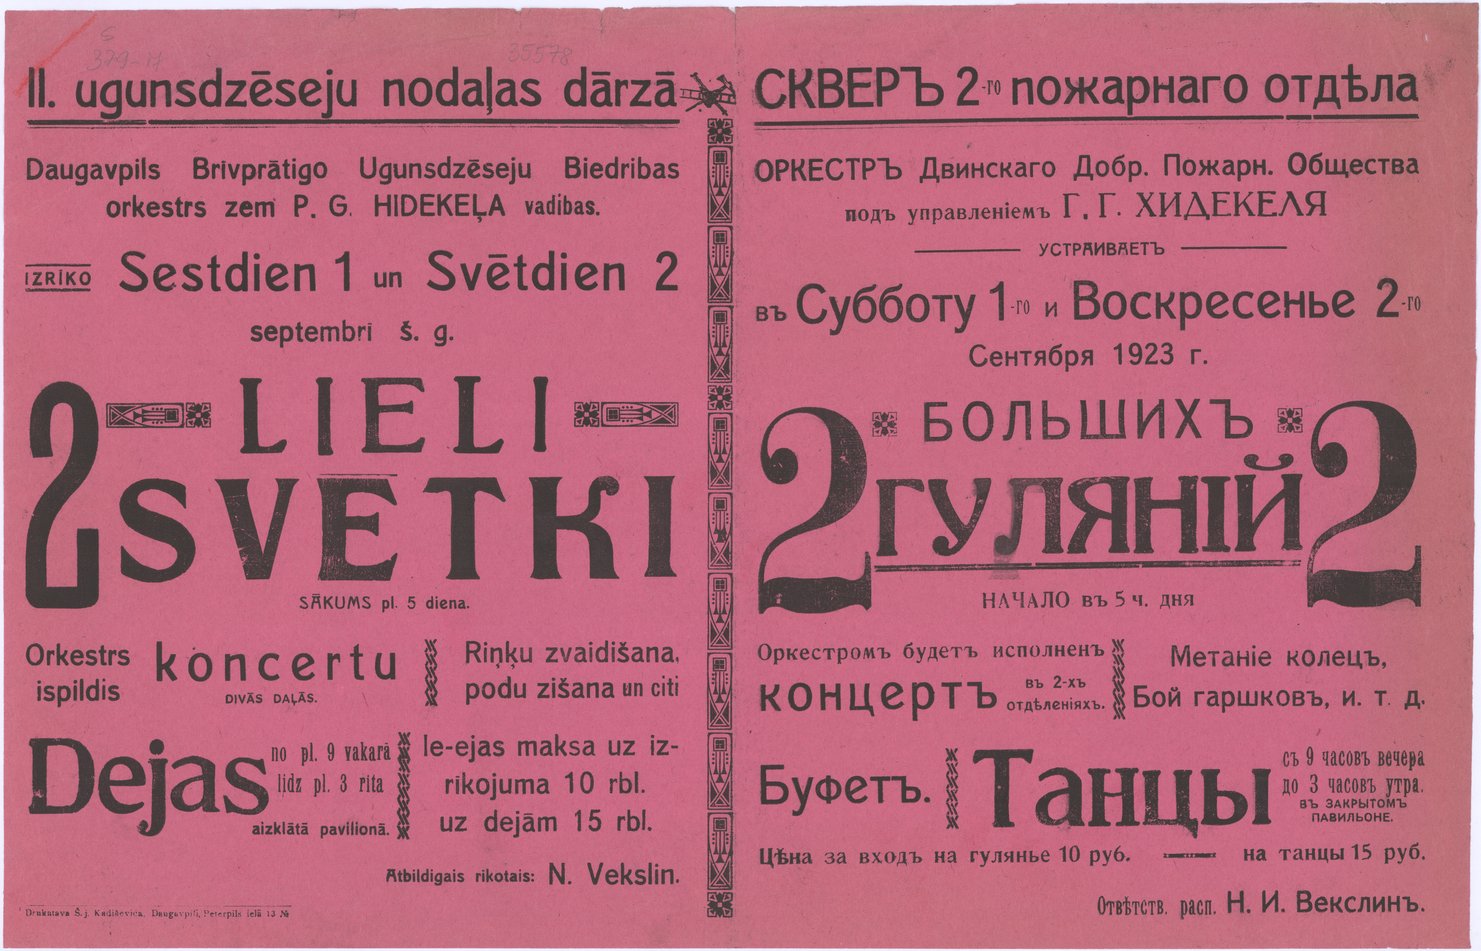 35578
II. ugunsdzēseju nodaļas dārzā
Daugavpils Brivprātigo Ugunsdzēseju Biedribas
orkestrs zem P. G. HIDEKEĻA vadibas.
IZRĪKO Sestdien 1 un Svētdien 2
septembrī š. g.
2 LIELI
SVĒTKI
SĀKUMS pl. 5 diena.
Orkestrs
ispildis
koncertu
DIVĀS DAĻĀS.
Riņķu zvaidišana,
podu zišana un citi
Dejas
no pl. 9 vakarā
līdz pl. 3 rita
aizklātā pavilionā.
Ie-ejas maksa uz iz-
rīkojuma 10 rbl.
uz dejām 15 rbl.
Atbildigais rikotais: N. Vekslin.
Drukatava Š. j. Kadiševica, Daugavpilī, Peterpils ielā 13 №
СКВЕРЪ 2-го пожарнаго отдѣла
ОРКЕСТРЪ Двинскаго Добр. Пожарн. Общества
подъ управленіемъ Г. Г. ХИДЕКЕЛЯ
УСТРАИВАЕТЪ
въ Субботу 1-го и Воскресенье 2-го
Сентября 1923 г.
2 БОЛЬШИХЪ 2
ГУЛЯНІЙ
НАЧАЛО въ 5 ч. дня
Оркестромъ будетъ исполненъ
концертъ въ 2-хъ
отдѣленіяхъ.
Метаніе колецъ,
Бой гаршковъ, и. т. д.
Буфетъ.
Танцы
съ 9 часовъ вечера
до 3 часовъ утра.
ВЪ ЗАКРЫТОМЪ
ПАВИЛЬОНЕ.
Цѣна за входъ на гулянье 10 руб. — на танцы 15 руб.
Отвѣтств. расп. Н. И. Векслинъ.